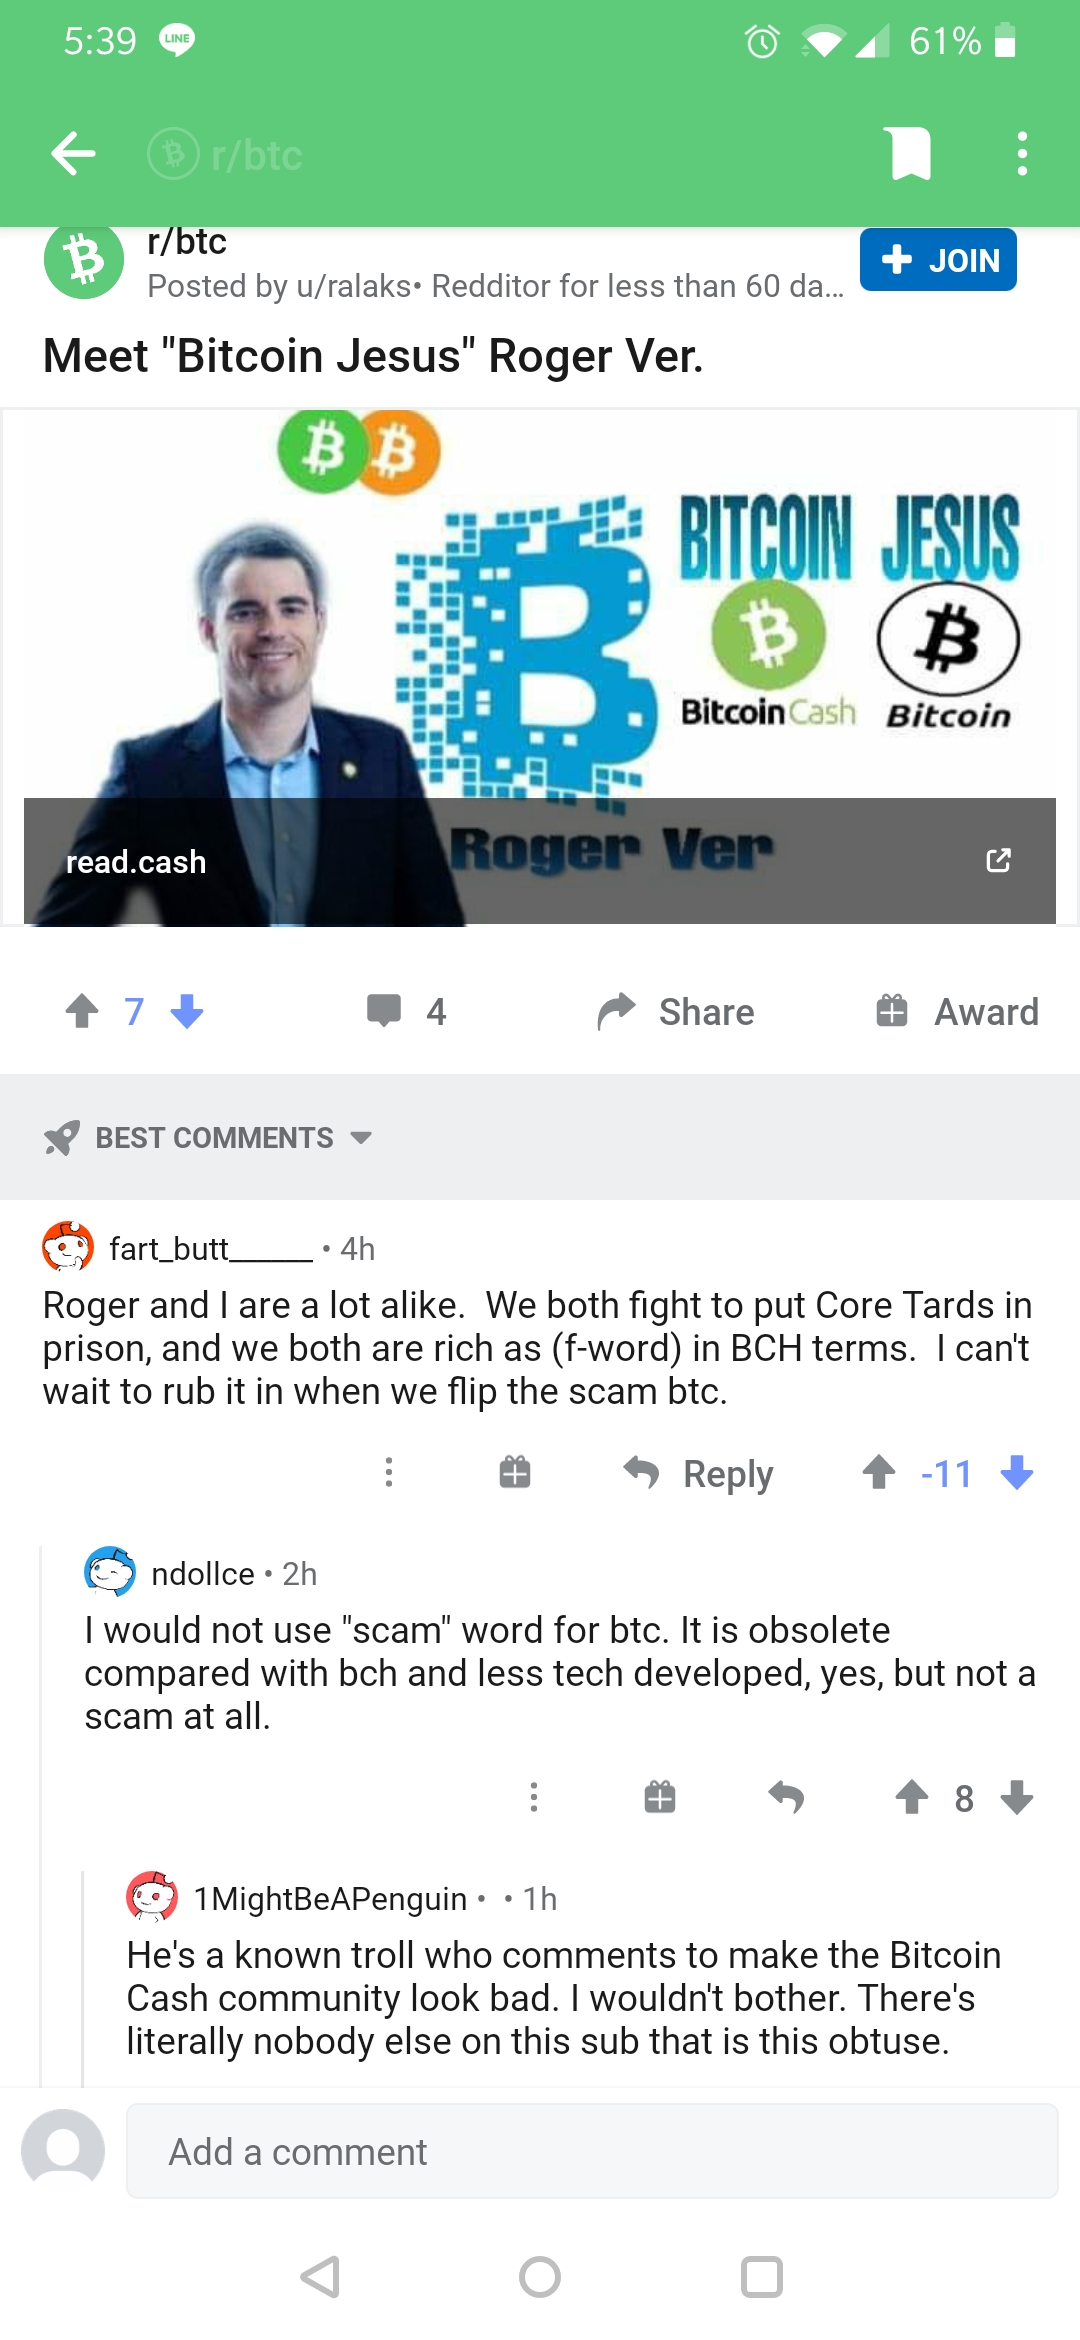 5:39 LINE 61%
r/btc
r/btc
Posted by u/ralaks• Redditor for less than 60 da...
JOIN
Meet "Bitcoin Jesus" Roger Ver.
BITCOIN JESUS
BitcoinCash Bitcoin
Roger Ver
read.cash
7 4 Share Award
BEST COMMENTS
fart_butt______ • 4h
Roger and I are a lot alike. We both fight to put Core Tards in
prison, and we both are rich as (f-word) in BCH terms. I can't
wait to rub it in when we flip the scam btc.
Reply -11
ndollce • 2h
I would not use "scam" word for btc. It is obsolete
compared with bch and less tech developed, yes, but not a
scam at all.
8
1MightBeAPenguin • • 1h
He's a known troll who comments to make the Bitcoin
Cash community look bad. I wouldn't bother. There's
literally nobody else on this sub that is this obtuse.
Add a comment